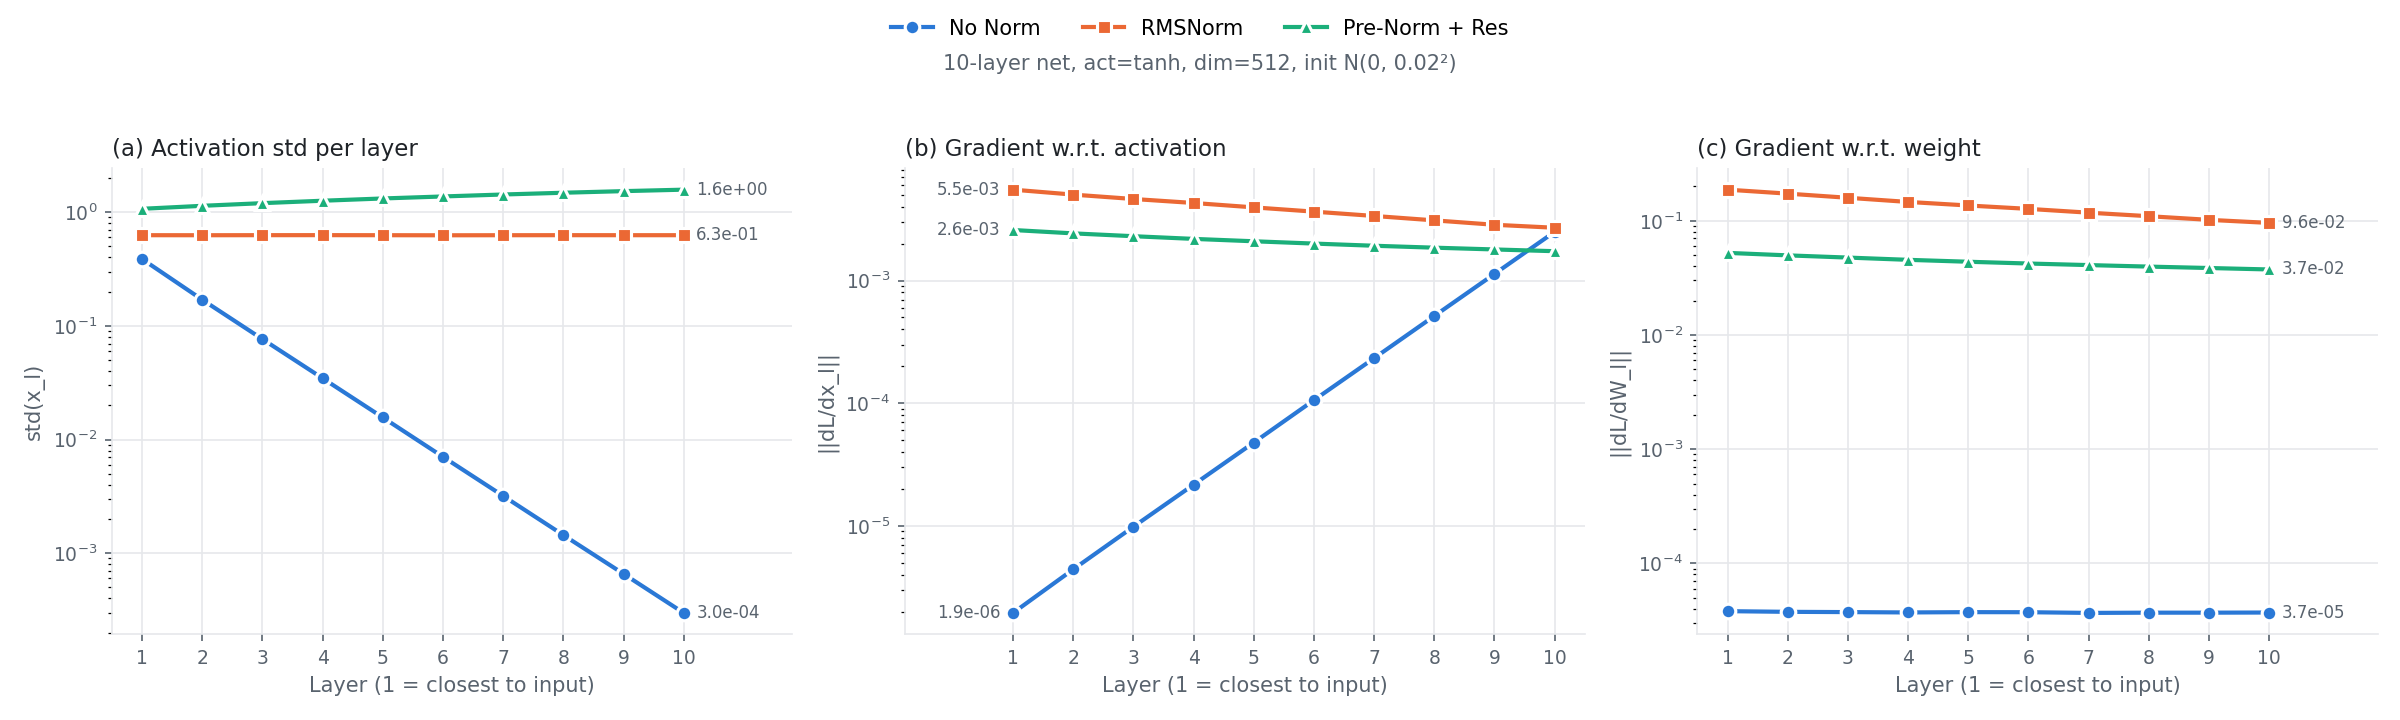 No Norm RMSNorm Pre-Norm + Res
10-layer net, act=tanh, dim=512, init N(0, 0.02²)
(a) Activation std per layer
std(x_l)
10⁰
10⁻¹
10⁻²
10⁻³
1.6e+00
6.3e-01
3.0e-04
1 2 3 4 5 6 7 8 9 10
Layer (1 = closest to input)
(b) Gradient w.r.t. activation
||dL/dx_l||
10⁻³
10⁻⁴
10⁻⁵
5.5e-03
2.6e-03
1.9e-06
1 2 3 4 5 6 7 8 9 10
Layer (1 = closest to input)
(c) Gradient w.r.t. weight
||dL/dW_l||
10⁻¹
10⁻²
10⁻³
10⁻⁴
9.6e-02
3.7e-02
3.7e-05
1 2 3 4 5 6 7 8 9 10
Layer (1 = closest to input)